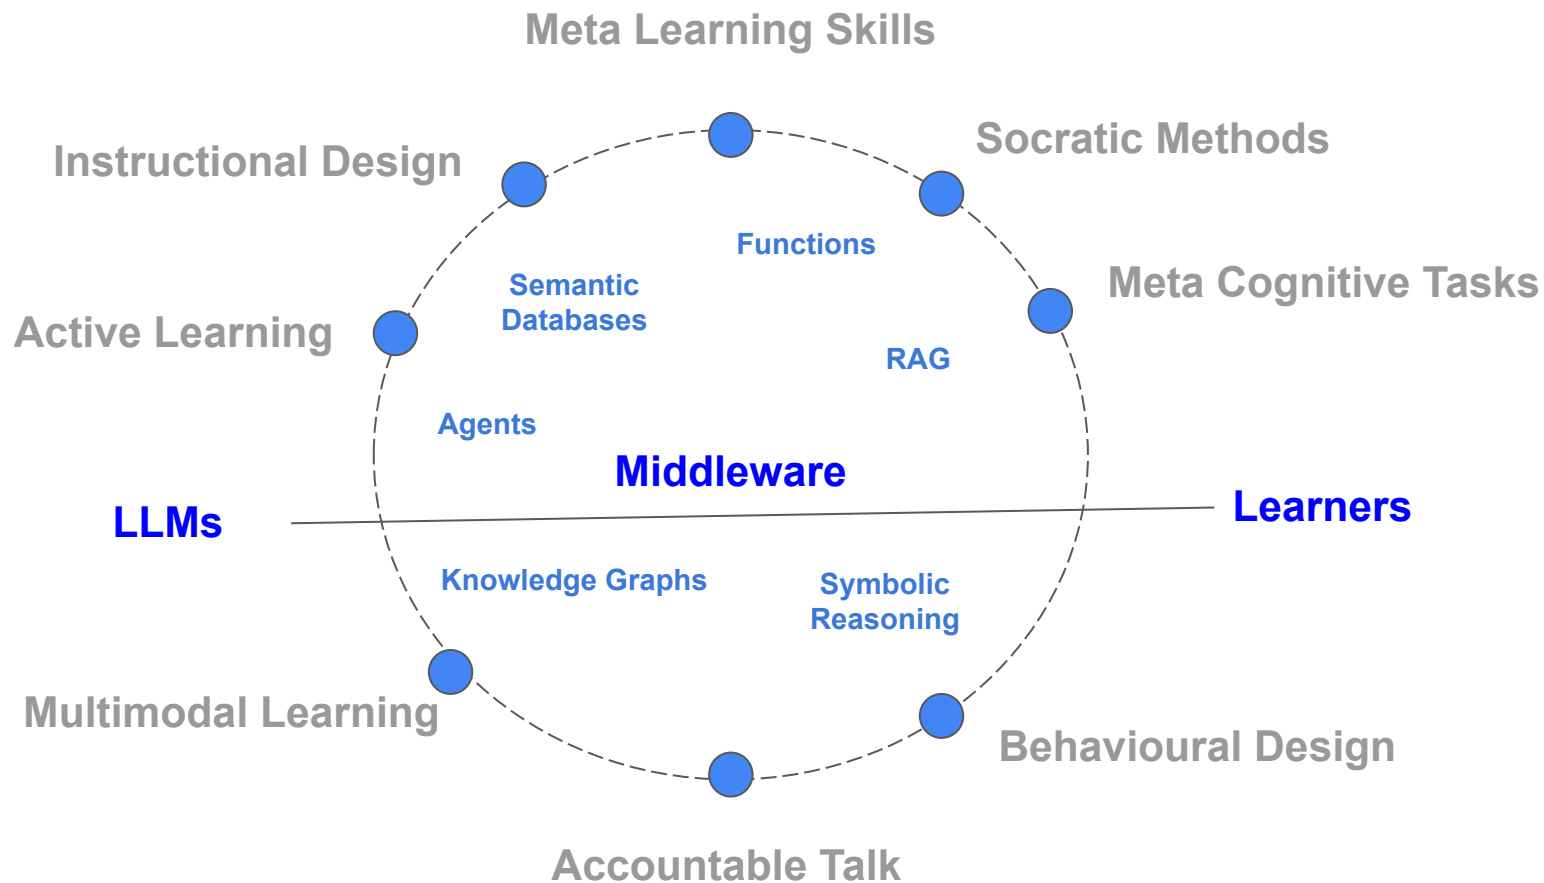 Meta Learning Skills
Socratic Methods
Instructional Design
Functions
Semantic
Databases
Meta Cognitive Tasks
Active Learning
RAG
Agents
Middleware
LLMs
Learners
Knowledge Graphs
Symbolic
Reasoning
Multimodal Learning
Behavioural Design
Accountable Talk